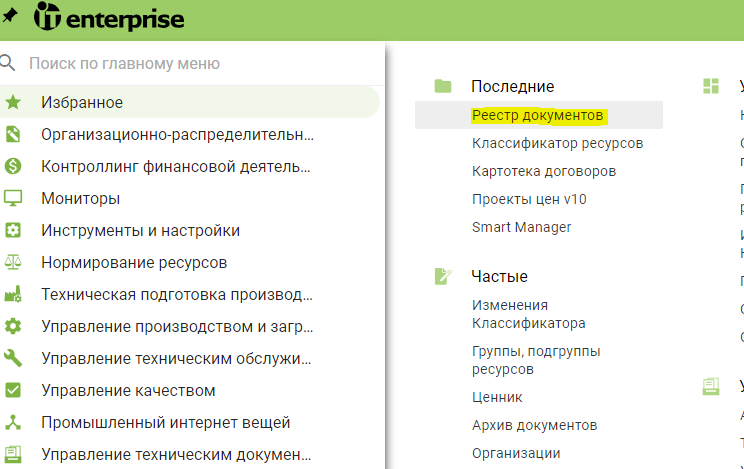 iT enterprise
Поиск по главному меню
Избранное
Организационно-распределительн...
Контроллинг финансовой деятель...
Мониторы
Инструменты и настройки
Нормирование ресурсов
Техническая подготовка производ...
Управление производством и загр...
Управление техническим обслужи...
Управление качеством
Промышленный интернет вещей
Управление техническим докумен...
Последние
Реестр документов
Классификатор ресурсов
Картотека договоров
Проекты цен v10
Smart Manager
Частые
Изменения
Классификатора
Группы, подгруппы
ресурсов
Ценник
Архив документов
Организации